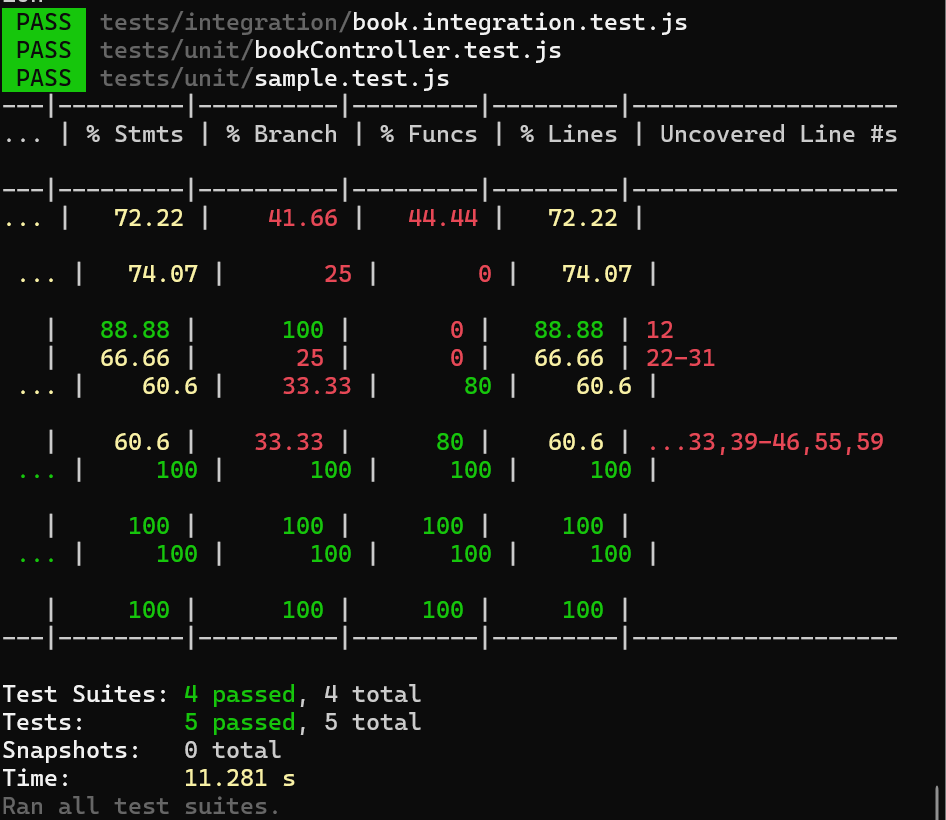 PASS tests/integration/book.integration.test.js
PASS tests/unit/bookController.test.js
PASS tests/unit/sample.test.js
---|---------|----------|---------|---------|-------------------
... | % Stmts | % Branch | % Funcs | % Lines | Uncovered Line #s
---|---------|----------|---------|---------|-------------------
... | 72.22 | 41.66 | 44.44 | 72.22 |
... | 74.07 | 25 | 0 | 74.07 |
| 88.88 | 100 | 0 | 88.88 | 12
| 66.66 | 25 | 0 | 66.66 | 22-31
... | 60.6 | 33.33 | 80 | 60.6 |
| 60.6 | 33.33 | 80 | 60.6 | ...33,39-46,55,59
... | 100 | 100 | 100 | 100 |
| 100 | 100 | 100 | 100 |
... | 100 | 100 | 100 | 100 |
| 100 | 100 | 100 | 100 |
---|---------|----------|---------|---------|-------------------
Test Suites: 4 passed, 4 total
Tests: 5 passed, 5 total
Snapshots: 0 total
Time: 11.281 s
Ran all test suites.